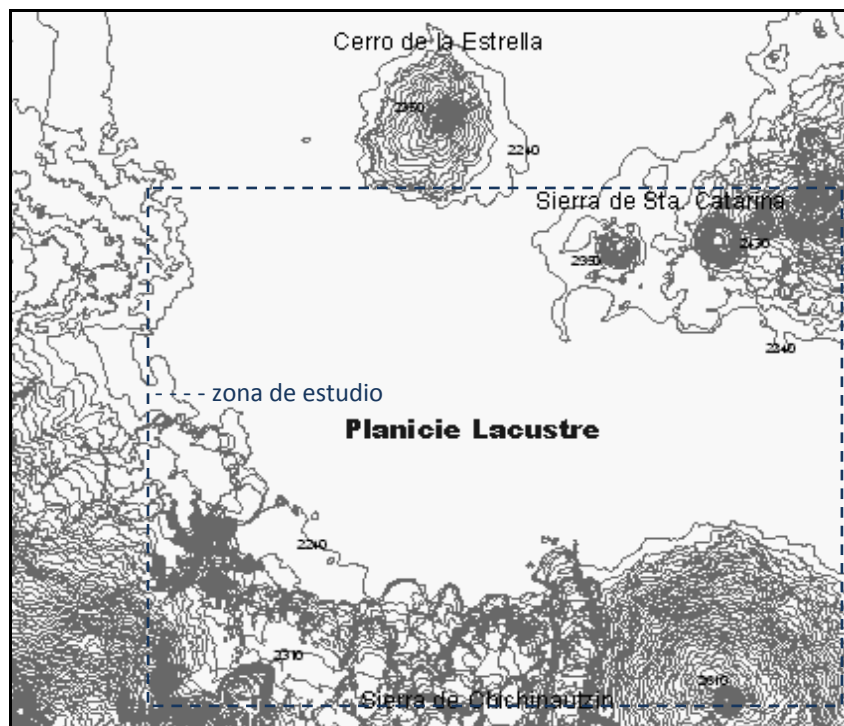 Cerro de la Estrella
2350
2240
Sierra de Sta. Catarina
2350
2430
2240
- - - - zona de estudio
Planicie Lacustre
2240
2310
Sierra de Chichinautzin